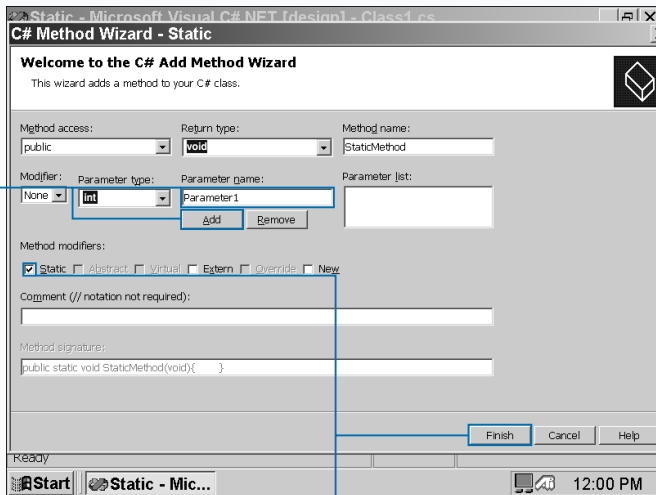 Static - Microsoft Visual C# .NET [design] - Class1.cs
C# Method Wizard - Static
Welcome to the C# Add Method Wizard
This wizard adds a method to your C# class.
Method access: Return type: Method name:
public void StaticMethod
Modifier: Parameter type: Parameter name: Parameter list:
None int Parameter1
Add Remove
Method modifiers:
Static Abstract Virtual Extern Override New
Comment (// notation not required):
Method signature:
public static void StaticMethod(void){ }
Finish Cancel Help
Ready
Start Static - Mic... 12:00 PM